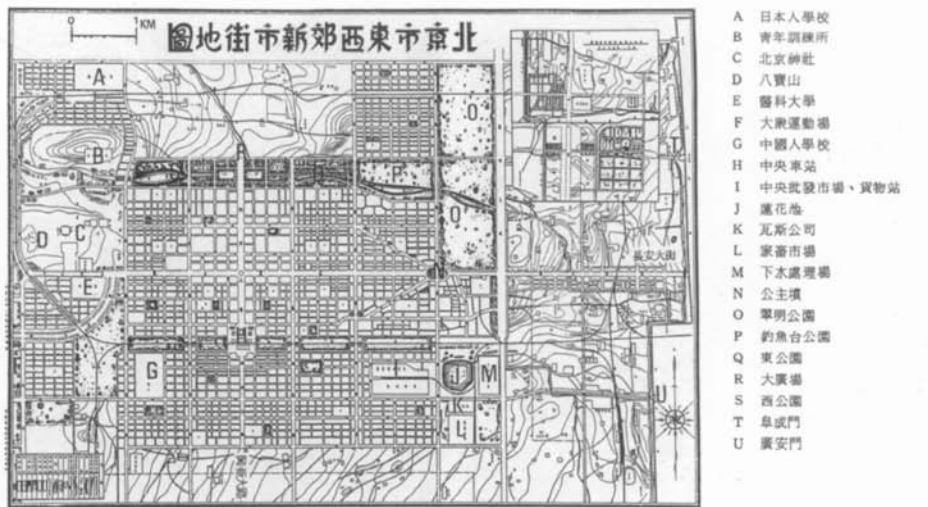 北京市東西郊新市街地圖
0 1KM
A
B
O
P
O
D C
長安大街
N
E
G
J M
U
K
L
A 日本人學校
B 青年訓練所
C 北京神社
D 八寶山
E 醫科大學
F 大衆運動場
G 中國人學校
H 中央車站
I 中央批發市場、貨物站
J 蓮花池
K 瓦斯公司
L 家畜市場
M 下水處理場
N 公主墳
O 翠明公園
P 釣魚台公園
Q 東公園
R 大廣場
S 西公園
T 阜成門
U 廣安門